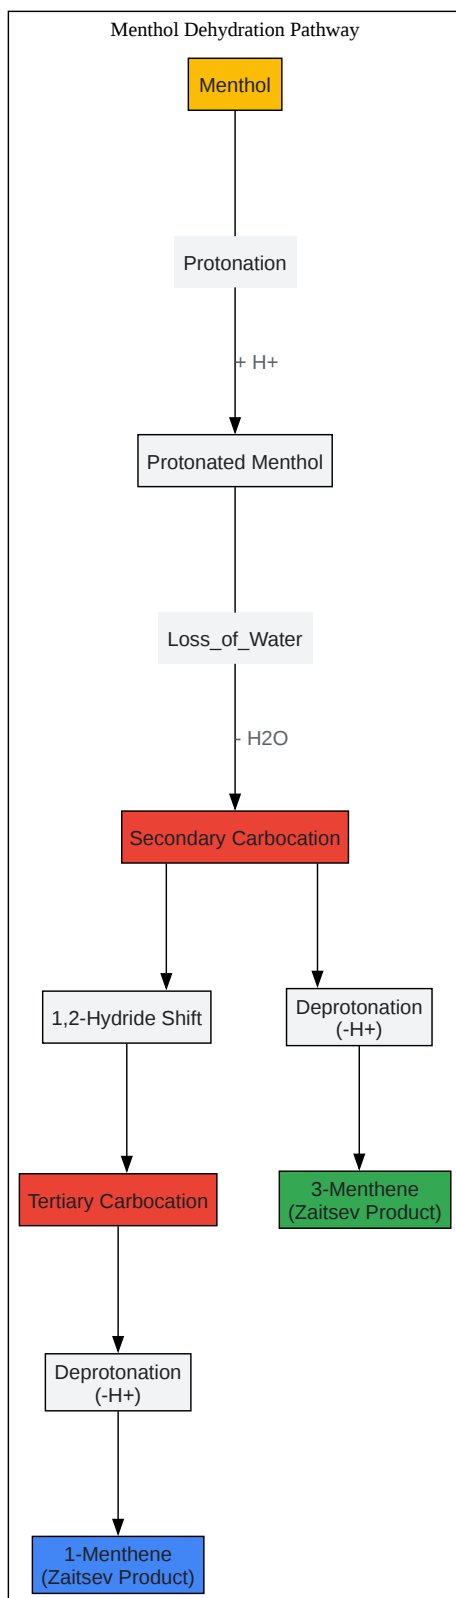 Menthol Dehydration Pathway
Menthol
Protonation
+ H+
Protonated Menthol
Loss_of_Water
- H2O
Secondary Carbocation
1,2-Hydride Shift
Deprotonation
(-H+)
Tertiary Carbocation
3-Menthene
(Zaitsev Product)
Deprotonation
(-H+)
1-Menthene
(Zaitsev Product)